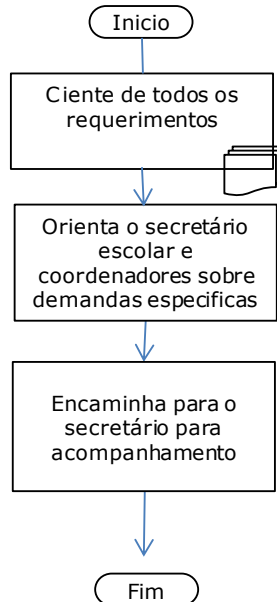 Inicio
Ciente de todos os
requerimentos
Orienta o secretário
escolar e
coordenadores sobre
demandas especificas
Encaminha para o
secretário para
acompanhamento
Fim